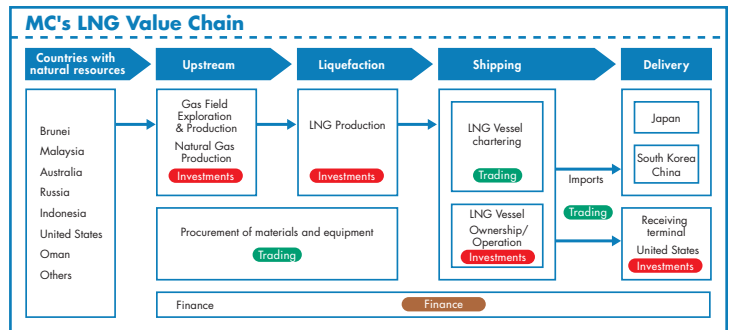 MC's LNG Value Chain
Countries with
natural resources
Upstream
Liquefaction
Shipping
Delivery
Brunei
Malaysia
Australia
Russia
Indonesia
United States
Oman
Others
Gas Field
Exploration
& Production
Natural Gas
Production
Investments
LNG Production
Investments
Procurement of materials and equipment
Trading
LNG Vessel
chartering
Trading
LNG Vessel
Ownership/
Operation
Investments
Imports
Trading
Japan
South Korea
China
Receiving
terminal
United States
Investments
Finance
Finance